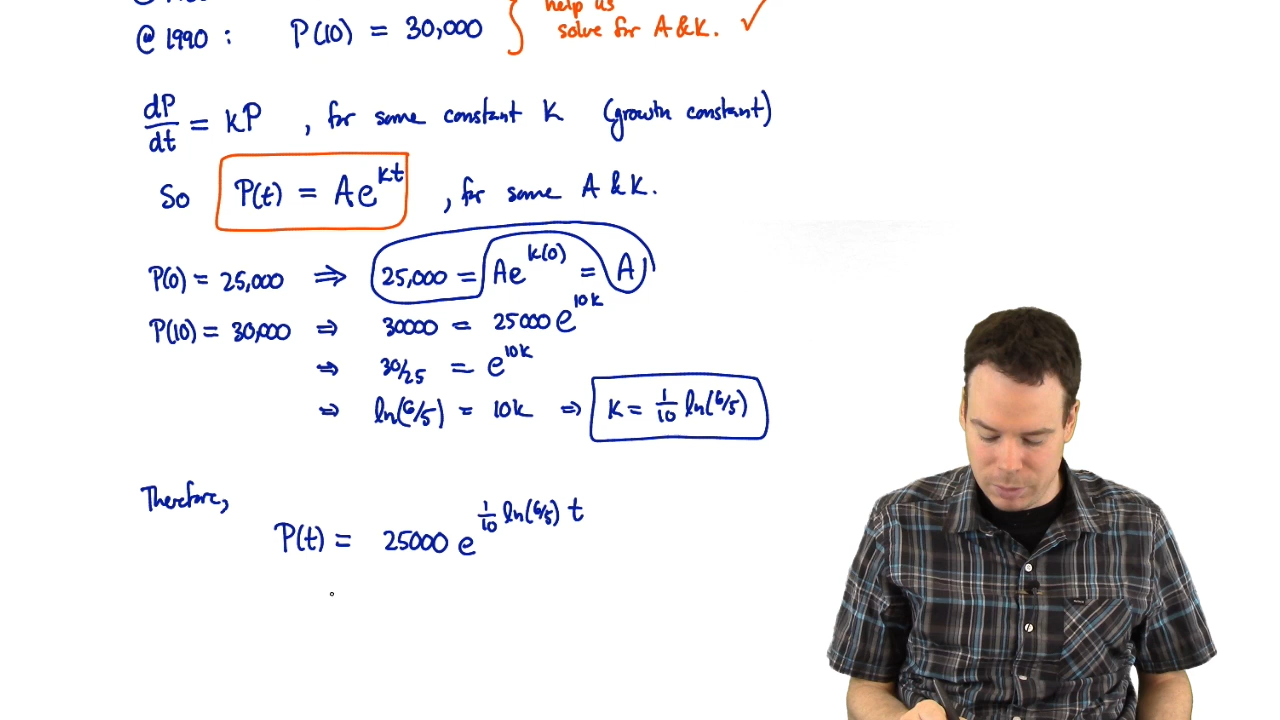 help us
@ 1990 : P(10) = 30,000 } solve for A & K. ✓
dP/dt = kP , for some constant K (growth constant)
So P(t) = Ae^{kt} , for some A & K.
P(0) = 25,000 ⇒ 25,000 = Ae^{k(0)} = A
P(10) = 30,000 ⇒ 30000 = 25000 e^{10k}
⇒ 30/25 = e^{10k}
⇒ ln(6/5) = 10k ⇒ K = 1/10 ln(6/5)
Therefore,
P(t) = 25000 e^{1/10 ln(6/5) t}